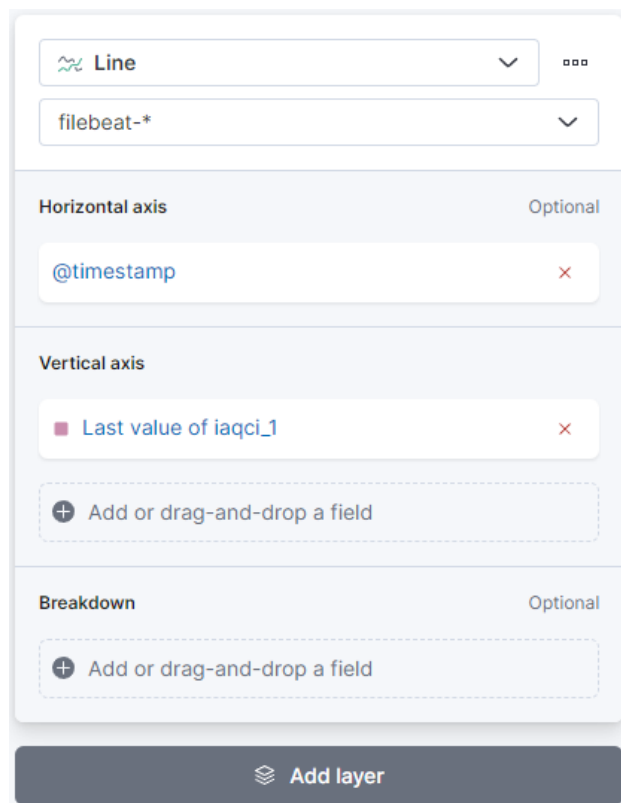 Line
filebeat-*
Horizontal axis Optional
@timestamp
Vertical axis
Last value of iaqci_1
Add or drag-and-drop a field
Breakdown Optional
Add or drag-and-drop a field
Add layer